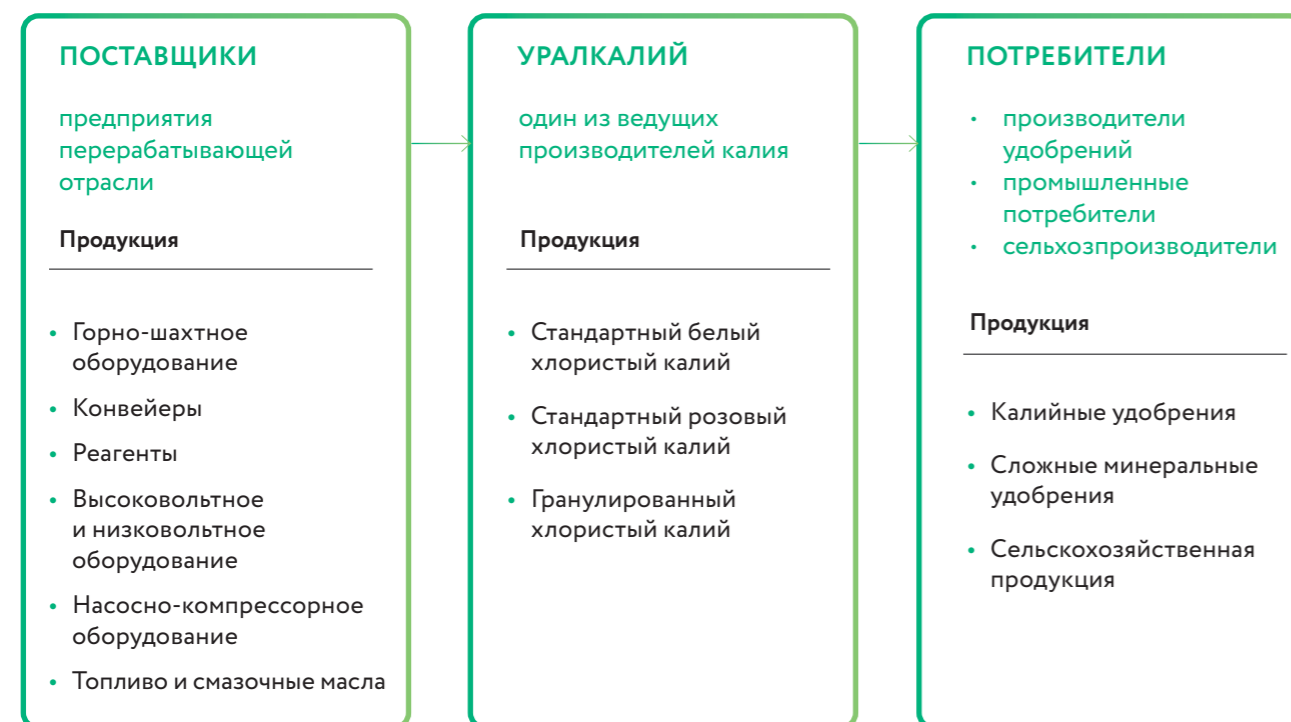 ПОСТАВЩИКИ
предприятия
перерабатывающей
отрасли
Продукция
• Горно-шахтное
оборудование
• Конвейеры
• Реагенты
• Высоковольтное
и низковольтное
оборудование
• Насосно-компрессорное
оборудование
• Топливо и смазочные масла
УРАЛКАЛИЙ
один из ведущих
производителей калия
Продукция
• Стандартный белый
хлористый калий
• Стандартный розовый
хлористый калий
• Гранулированный
хлористый калий
ПОТРЕБИТЕЛИ
• производители
удобрений
• промышленные
потребители
• сельхозпроизводители
Продукция
• Калийные удобрения
• Сложные минеральные
удобрения
• Сельскохозяйственная
продукция